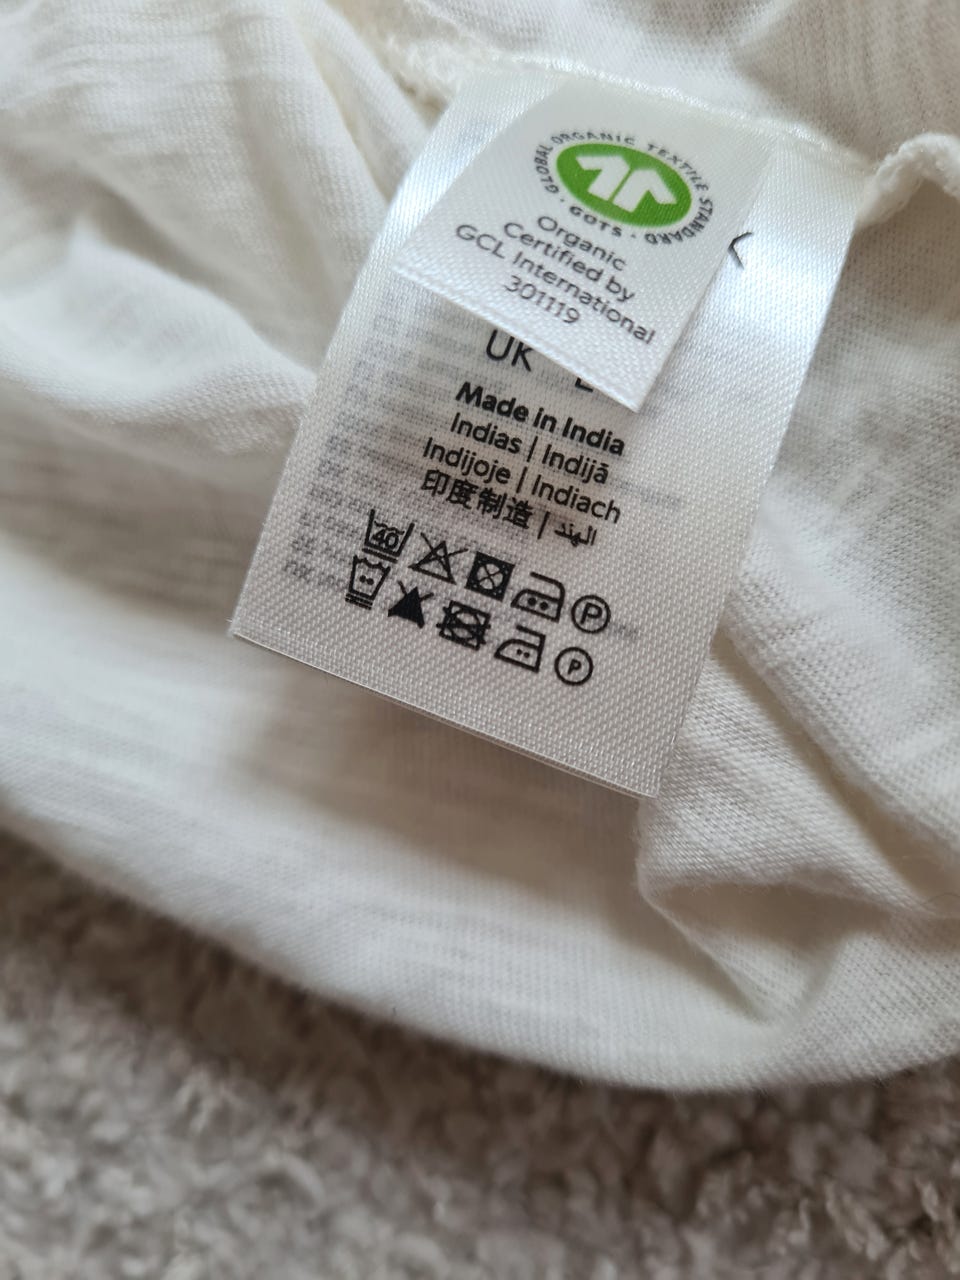 GLOBAL ORGANIC TEXTILE STANDARD · GOTS ·
Organic
Certified by
GCL International
301119
UK
Made in India
Indias | Indijā
Indijoje | Indiach
印度制造 | الهند
40
P
P